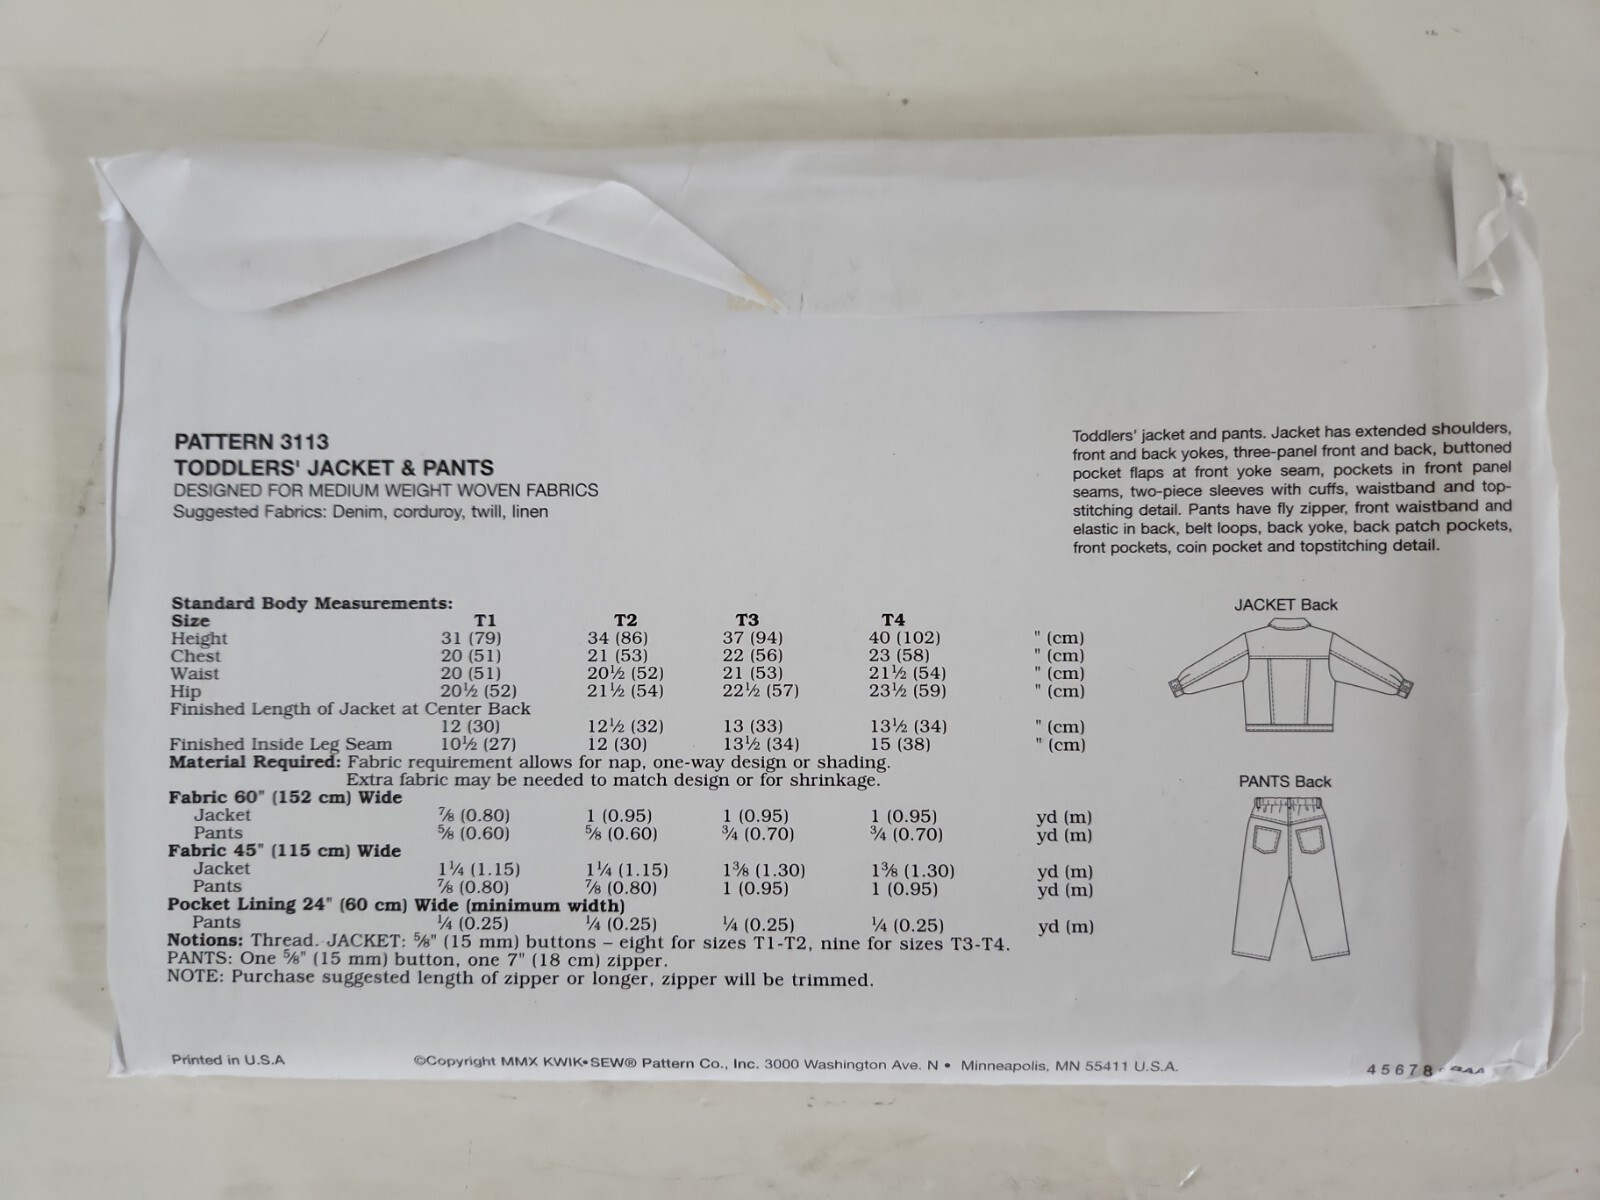 PATTERN 3113
TODDLERS' JACKET & PANTS
DESIGNED FOR MEDIUM WEIGHT WOVEN FABRICS
Suggested Fabrics: Denim, corduroy, twill, linen
Toddlers' jacket and pants. Jacket has extended shoulders,
front and back yokes, three-panel front and back, buttoned
pocket flaps at front yoke seam, pockets in front panel
seams, two-piece sleeves with cuffs, waistband and top-
stitching detail. Pants have fly zipper, front waistband and
elastic in back, belt loops, back yoke, back patch pockets,
front pockets, coin pocket and topstitching detail.
Standard Body Measurements:
Size T1 T2 T3 T4
Height 31 (79) 34 (86) 37 (94) 40 (102) " (cm)
Chest 20 (51) 21 (53) 22 (56) 23 (58) " (cm)
Waist 20 (51) 20½ (52) 21 (53) 21½ (54) " (cm)
Hip 20½ (52) 21½ (54) 22½ (57) 23½ (59) " (cm)
Finished Length of Jacket at Center Back
12 (30) 12½ (32) 13 (33) 13½ (34) " (cm)
Finished Inside Leg Seam 10½ (27) 12 (30) 13½ (34) 15 (38) " (cm)
Material Required: Fabric requirement allows for nap, one-way design or shading.
Extra fabric may be needed to match design or for shrinkage.
Fabric 60" (152 cm) Wide
Jacket ⅞ (0.80) 1 (0.95) 1 (0.95) 1 (0.95) yd (m)
Pants ⅝ (0.60) ⅝ (0.60) ¾ (0.70) ¾ (0.70) yd (m)
Fabric 45" (115 cm) Wide
Jacket 1¼ (1.15) 1¼ (1.15) 1⅜ (1.30) 1⅜ (1.30) yd (m)
Pants ⅞ (0.80) ⅞ (0.80) 1 (0.95) 1 (0.95) yd (m)
Pocket Lining 24" (60 cm) Wide (minimum width)
Pants ¼ (0.25) ¼ (0.25) ¼ (0.25) ¼ (0.25) yd (m)
Notions: Thread. JACKET: ⅝" (15 mm) buttons – eight for sizes T1-T2, nine for sizes T3-T4.
PANTS: One ⅝" (15 mm) button, one 7" (18 cm) zipper.
NOTE: Purchase suggested length of zipper or longer, zipper will be trimmed.
JACKET Back
PANTS Back
Printed in U.S.A
©Copyright MMX KWIK•SEW® Pattern Co., Inc. 3000 Washington Ave. N • Minneapolis, MN 55411 U.S.A.
4 5 6 7 8